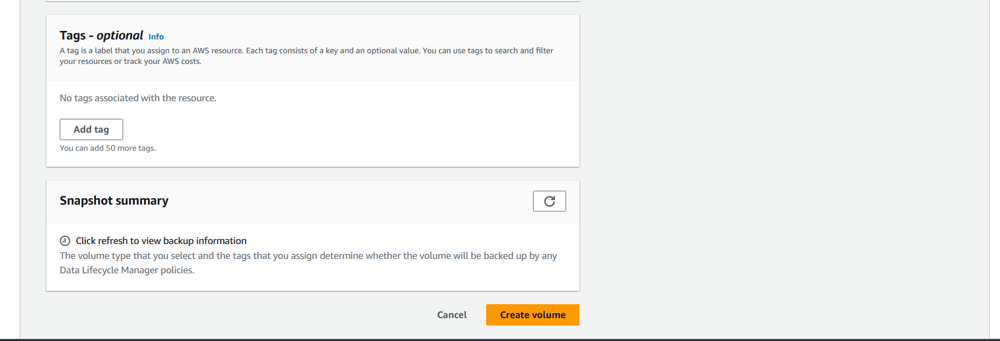 Tags - optional Info
A tag is a label that you assign to an AWS resource. Each tag consists of a key and an optional value. You can use tags to search and filter
your resources or track your AWS costs.
No tags associated with the resource.
Add tag
You can add 50 more tags.
Snapshot summary
Click refresh to view backup information
The volume type that you select and the tags that you assign determine whether the volume will be backed up by any
Data Lifecycle Manager policies.
Cancel Create volume